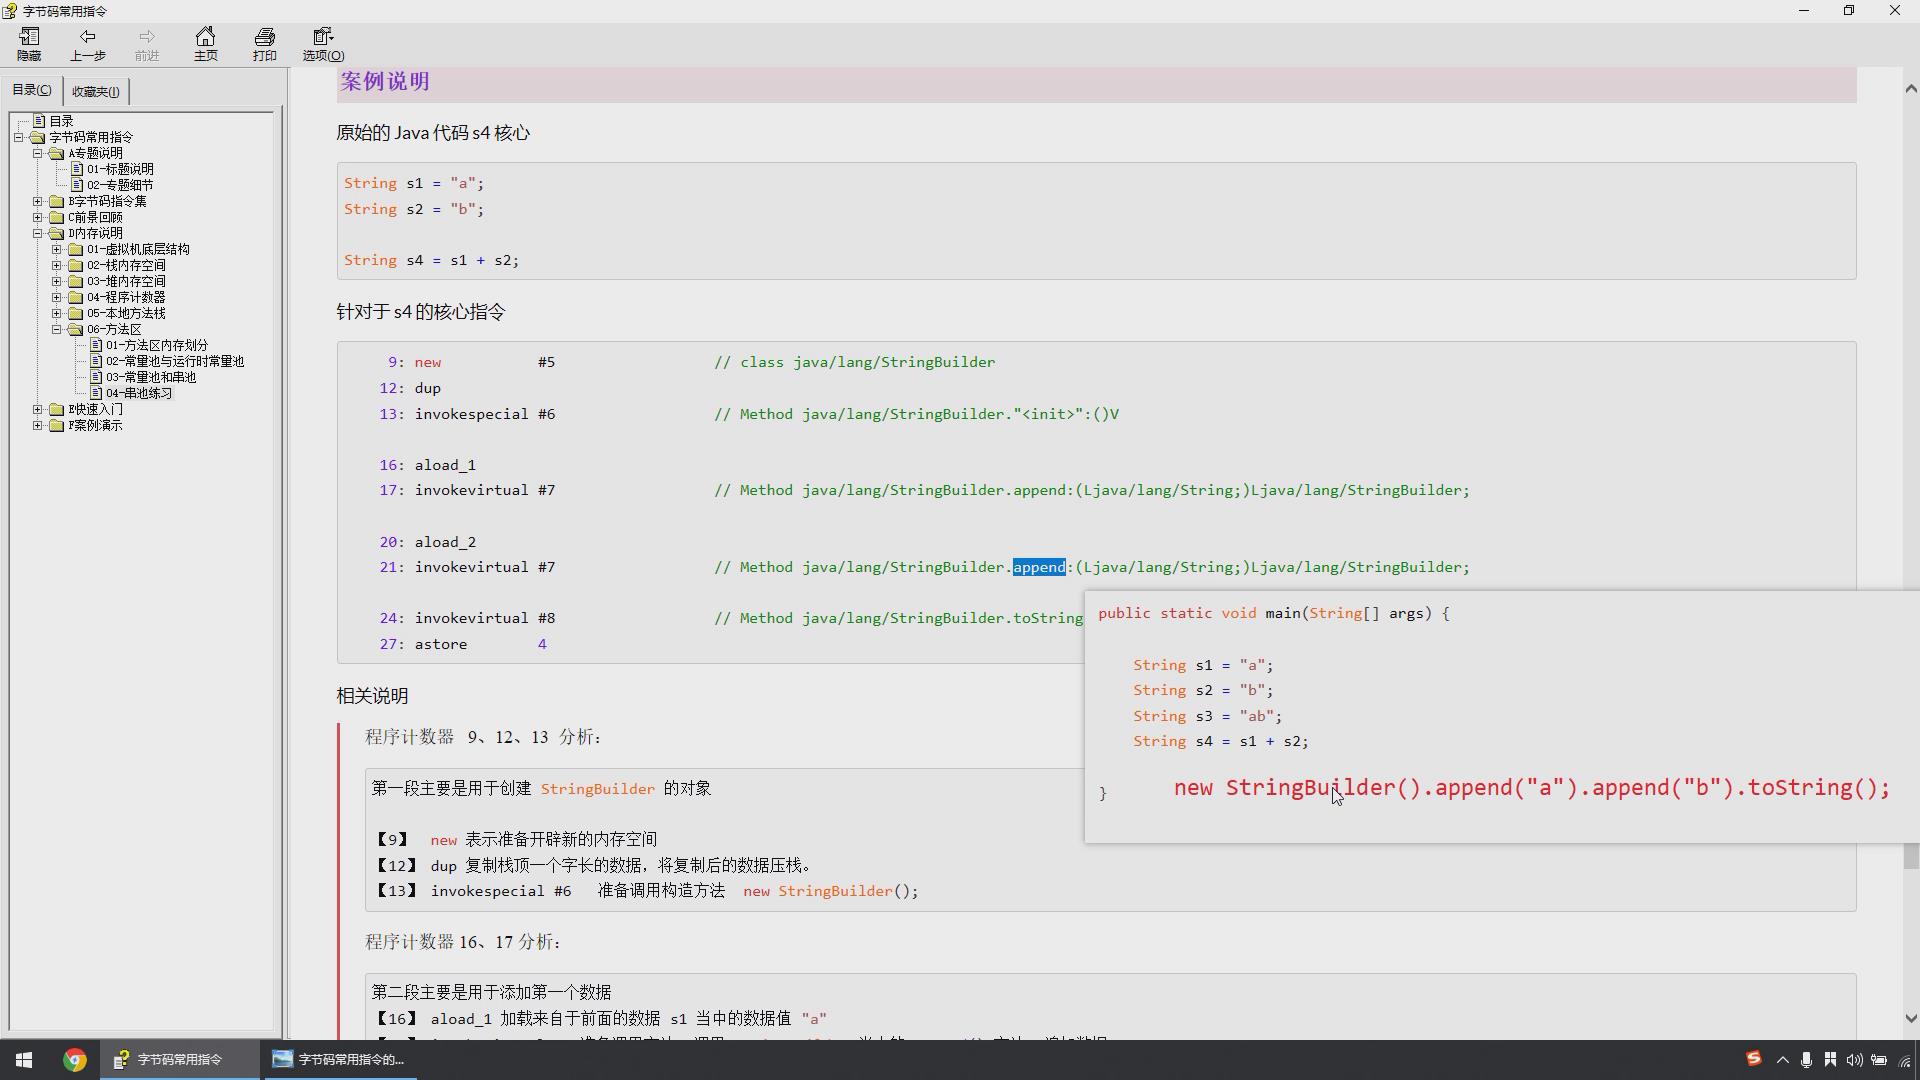 字节码常用指令
隐藏 上一步 前进 主页 打印 选项(O)
目录(C) 收藏夹(I)
目录
字节码常用指令
A专题说明
01-标题说明
02-专题细节
B字节码指令集
C前景回顾
D内存说明
01-虚拟机底层结构
02-栈内存空间
03-堆内存空间
04-程序计数器
05-本地方法栈
06-方法区
01-方法区内存划分
02-常量池与运行时常量池
03-常量池和串池
04-串池练习
E快速入门
F案例演示
案例说明
原始的 Java 代码 s4 核心
String s1 = "a";
String s2 = "b";
String s4 = s1 + s2;
针对于 s4 的核心指令
9: new #5 // class java/lang/StringBuilder
12: dup
13: invokespecial #6 // Method java/lang/StringBuilder."<init>":()V
16: aload_1
17: invokevirtual #7 // Method java/lang/StringBuilder.append:(Ljava/lang/String;)Ljava/lang/StringBuilder;
20: aload_2
21: invokevirtual #7 // Method java/lang/StringBuilder.append:(Ljava/lang/String;)Ljava/lang/StringBuilder;
24: invokevirtual #8 // Method java/lang/StringBuilder.toString
27: astore 4
相关说明
程序计数器 9、12、13 分析：
第一段主要是用于创建 StringBuilder 的对象
【9】 new 表示准备开辟新的内存空间
【12】 dup 复制栈顶一个字长的数据，将复制后的数据压栈。
【13】 invokespecial #6 准备调用构造方法 new StringBuilder();
程序计数器 16、17 分析：
第二段主要是用于添加第一个数据
【16】 aload_1 加载来自于前面的数据 s1 当中的数据值 "a"
public static void main(String[] args) {
String s1 = "a";
String s2 = "b";
String s3 = "ab";
String s4 = s1 + s2;
} new StringBuilder().append("a").append("b").toString();
字节码常用指令 字节码常用指令的...